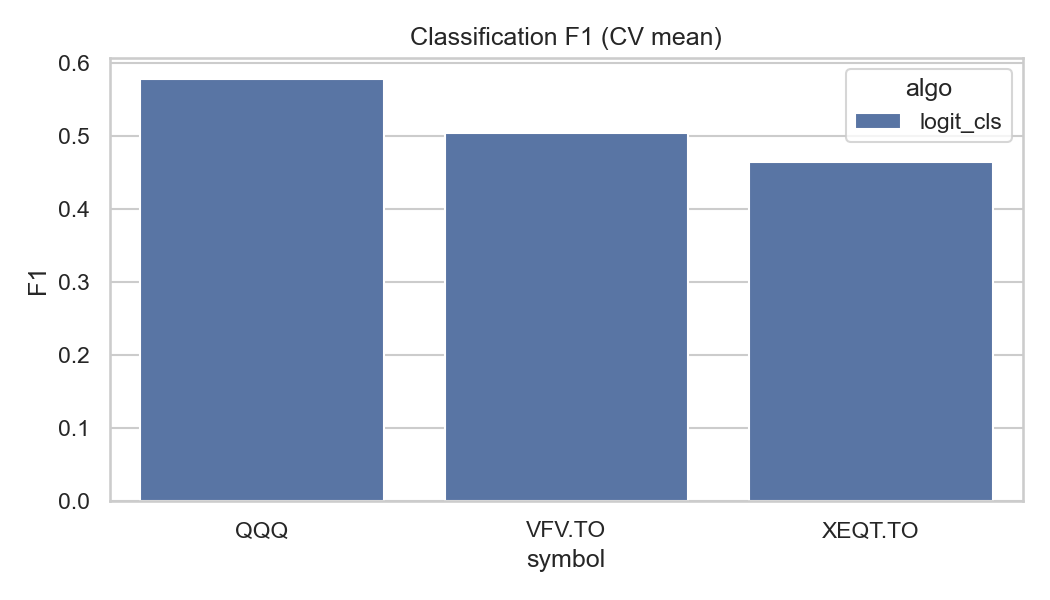 Classification F1 (CV mean)
algo
logit_cls
F1
0.6
0.5
0.4
0.3
0.2
0.1
0.0
QQQ VFV.TO XEQT.TO
symbol